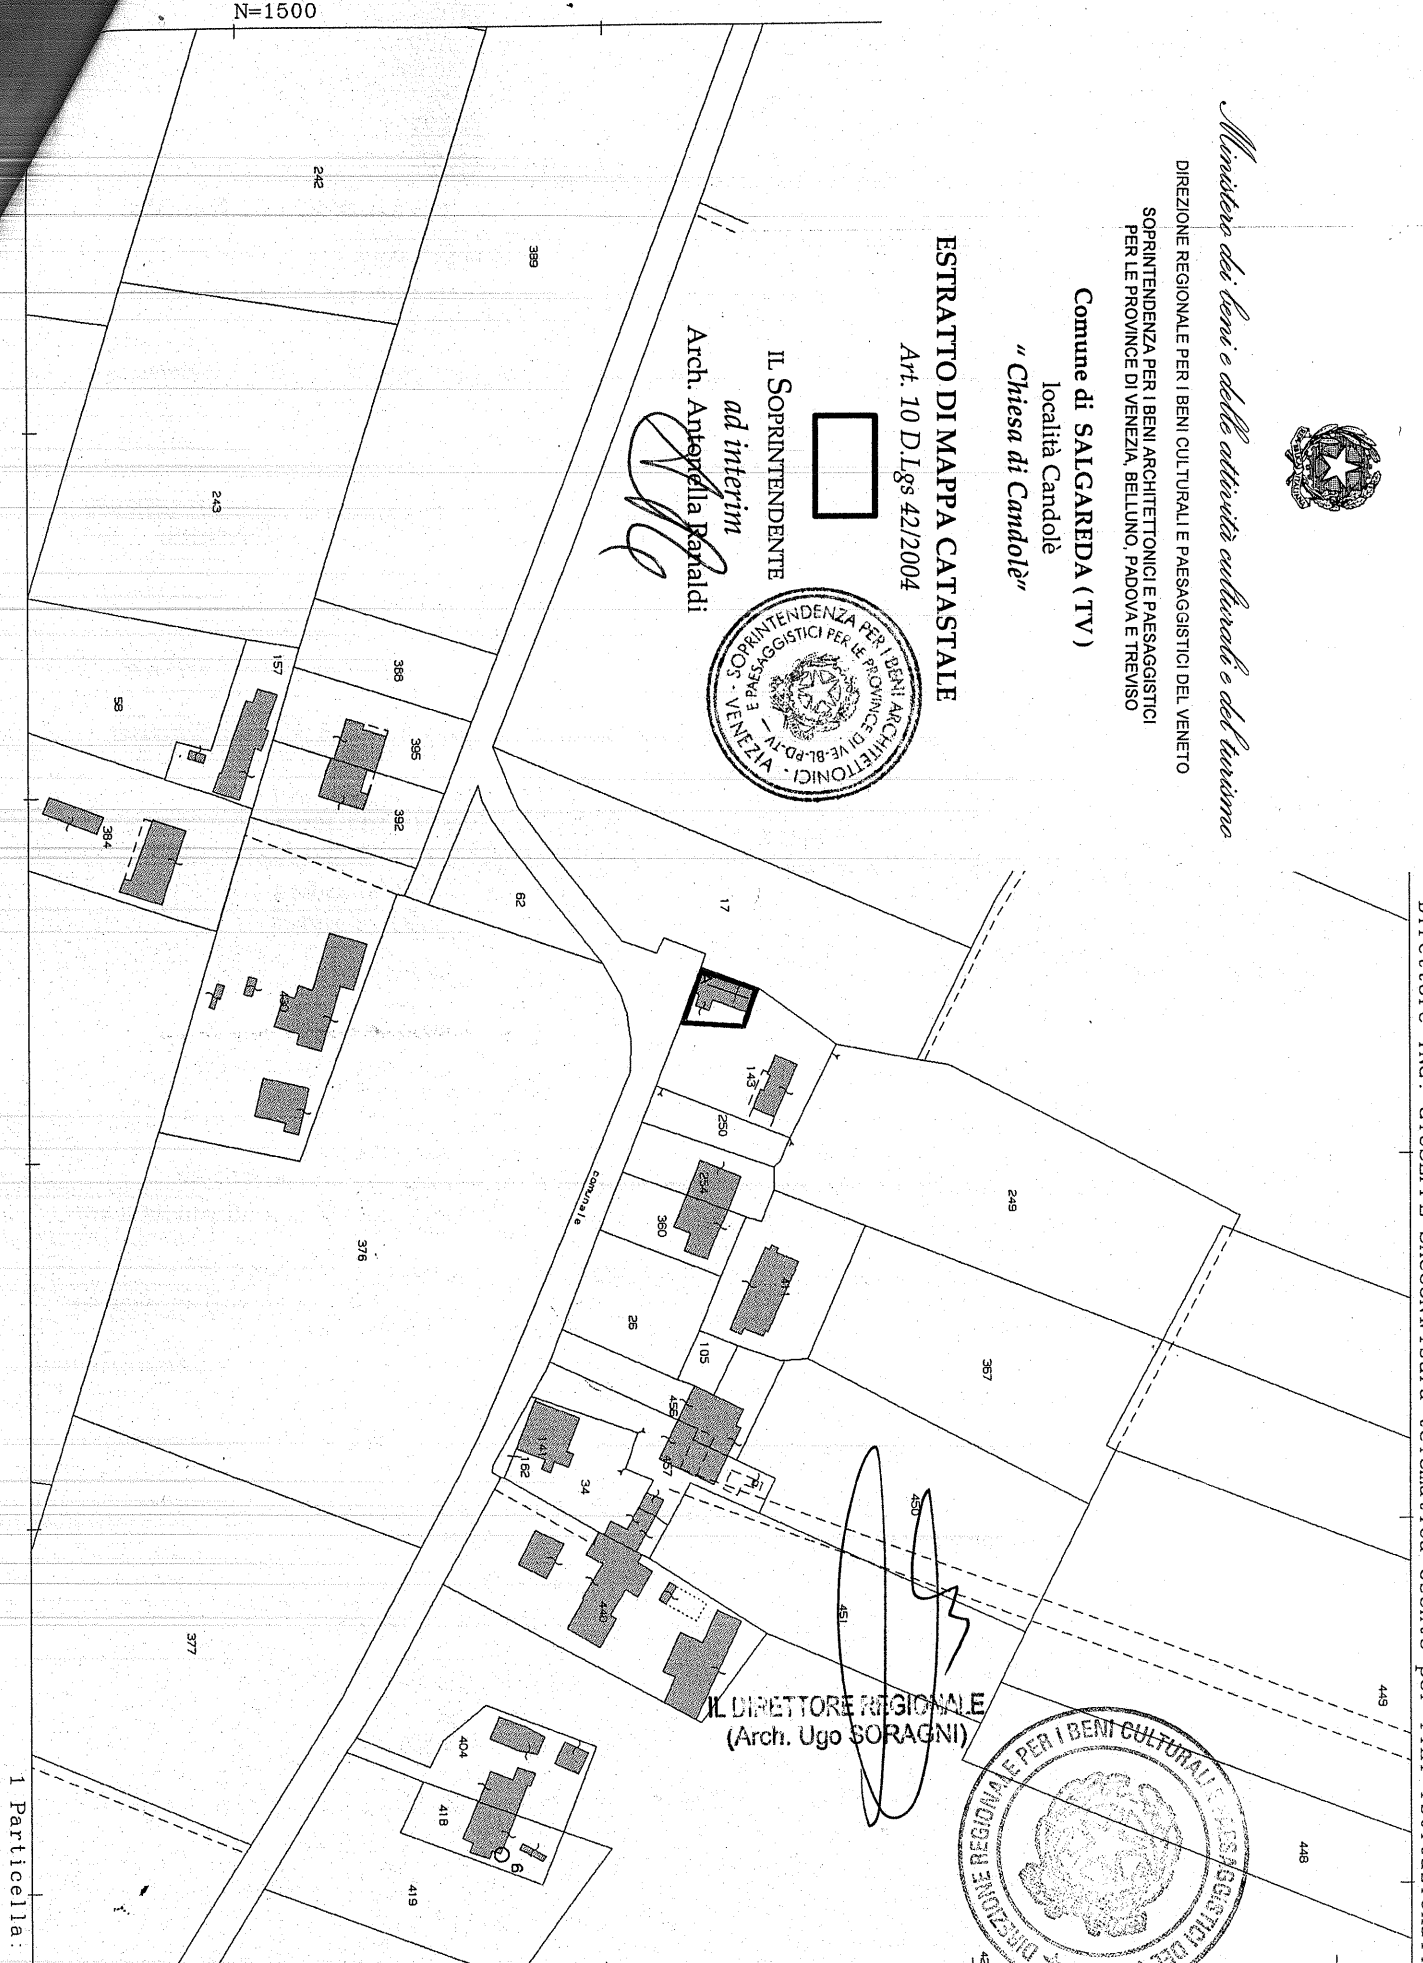 N=1500
Ministero dei beni e delle attività culturali e del turismo
DIREZIONE REGIONALE PER I BENI CULTURALI E PAESAGGISTICI DEL VENETO
SOPRINTENDENZA PER I BENI ARCHITETTONICI E PAESAGGISTICI
PER LE PROVINCE DI VENEZIA, BELLUNO, PADOVA E TREVISO
Comune di SALGAREDA (TV)
località Candolè
"Chiesa di Candolè"
ESTRATTO DI MAPPA CATASTALE
Art. 10 D.Lgs 42/2004
IL SOPRINTENDENTE
ad interim
Arch. Antonella Ranaldi
SOPRINTENDENZA PER I BENI ARCHITETTONICI
E PAESAGGISTICI PER LE PROVINCE DI VE-BL-PD-TV
VENEZIA
242
389
243
157
58
388
395
392
384
62
17
430
143
250
254
360
411
249
comunale
376
26
105
367
456
457
141
162
34
450
451
440
449
448
377
404
418
6
419
IL DIRETTORE REGIONALE
(Arch. Ugo SORAGNI)
DIREZIONE REGIONALE PER I BENI CULTURALI E PAESAGGISTICI DEL
1 Particella: